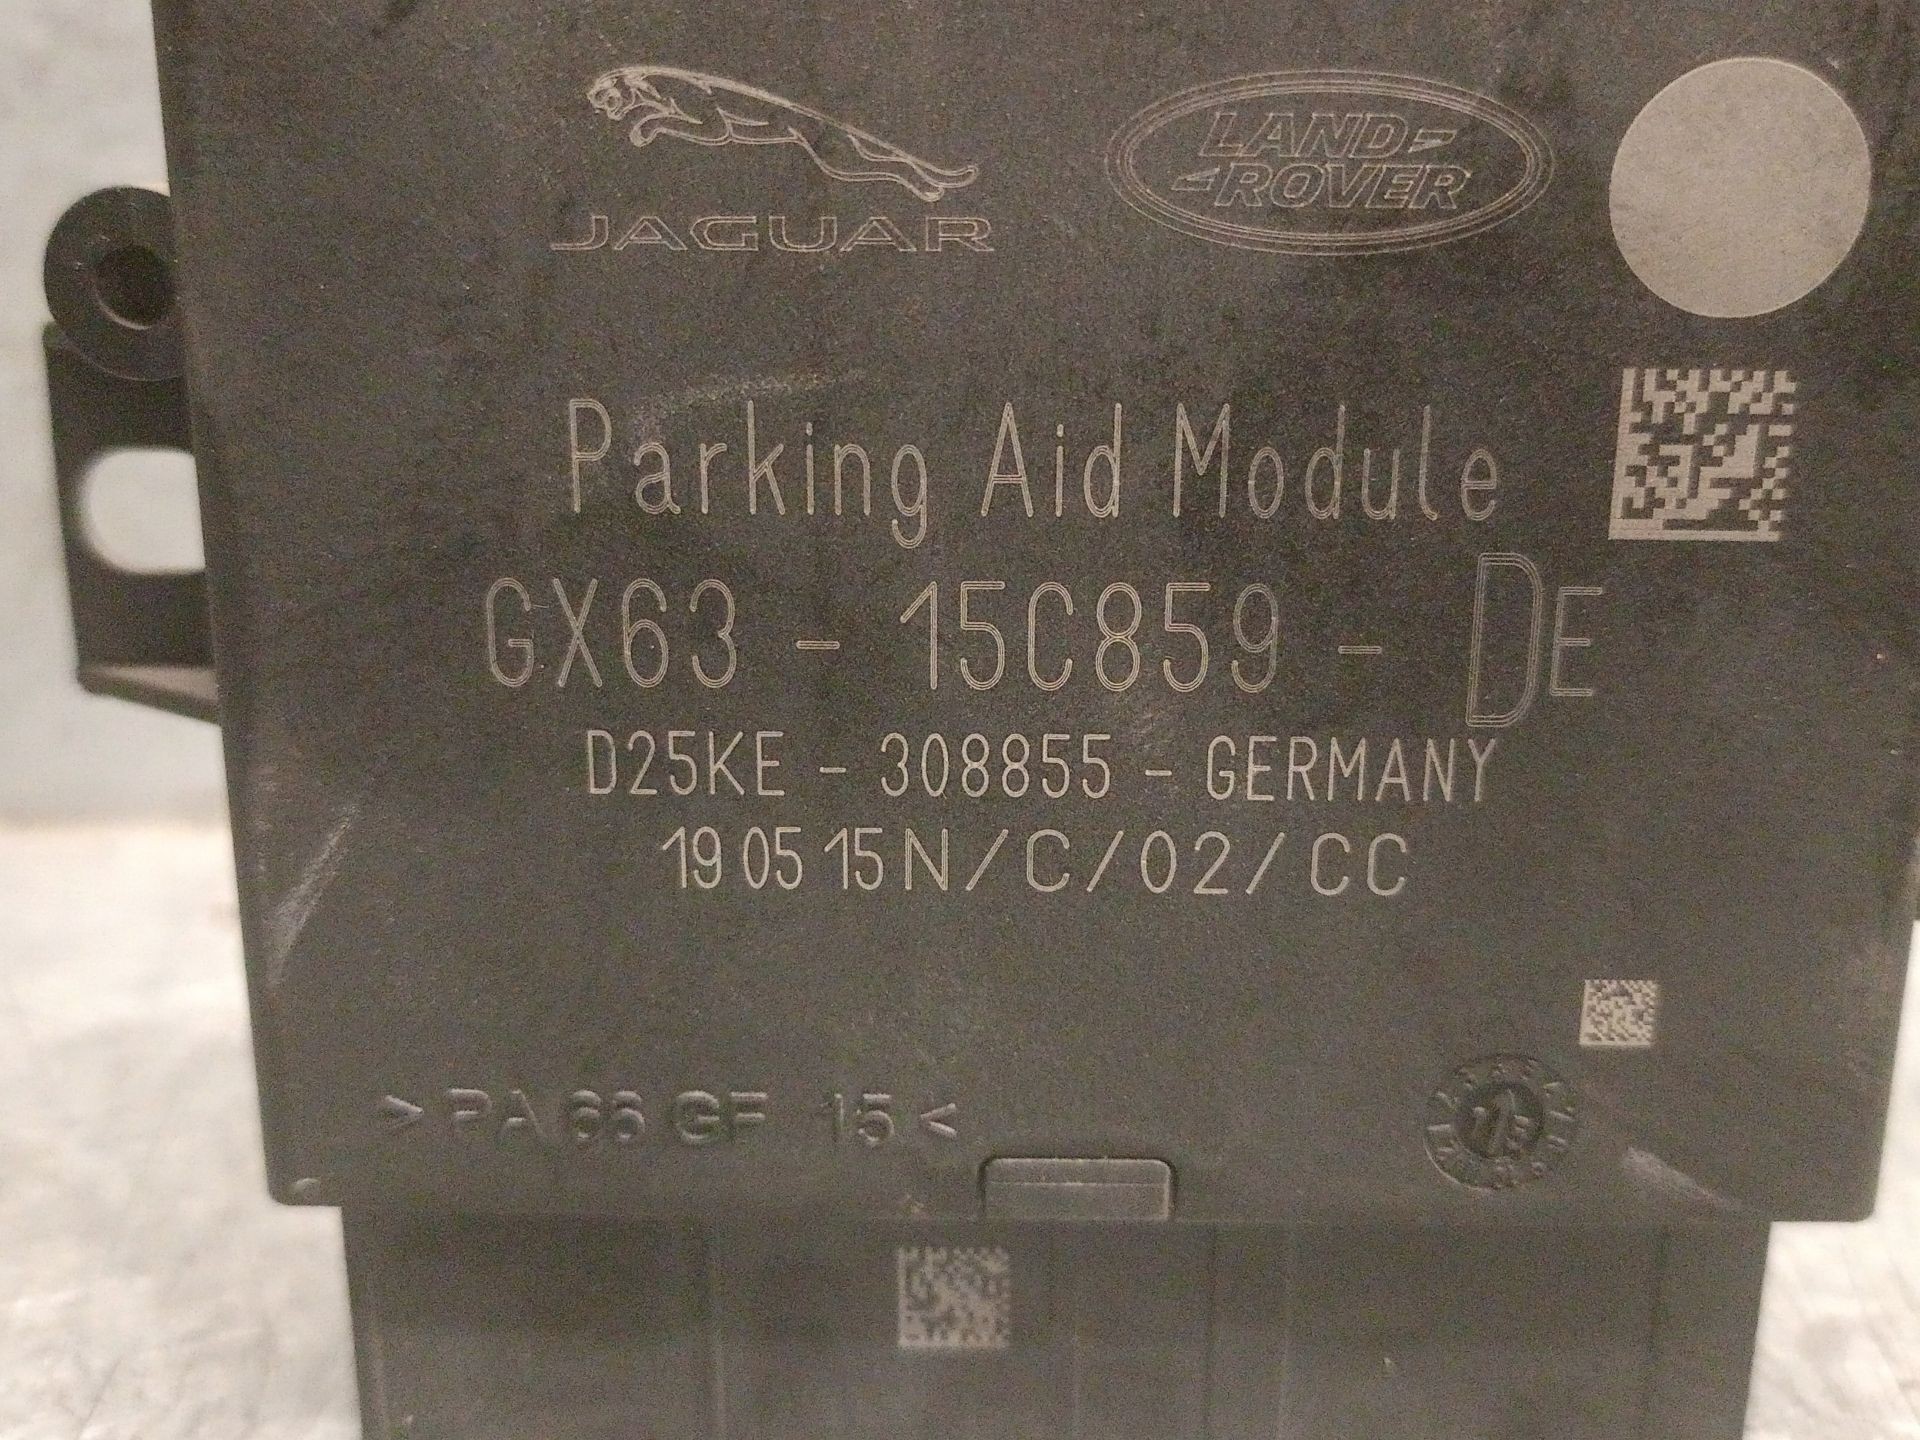 JAGUAR
LAND
ROVER
Parking Aid Module
GX63 - 15C859 - DE
D25KE - 308855 - GERMANY
19 05 15 N/C/02/CC
> PA 66 GF 15 <